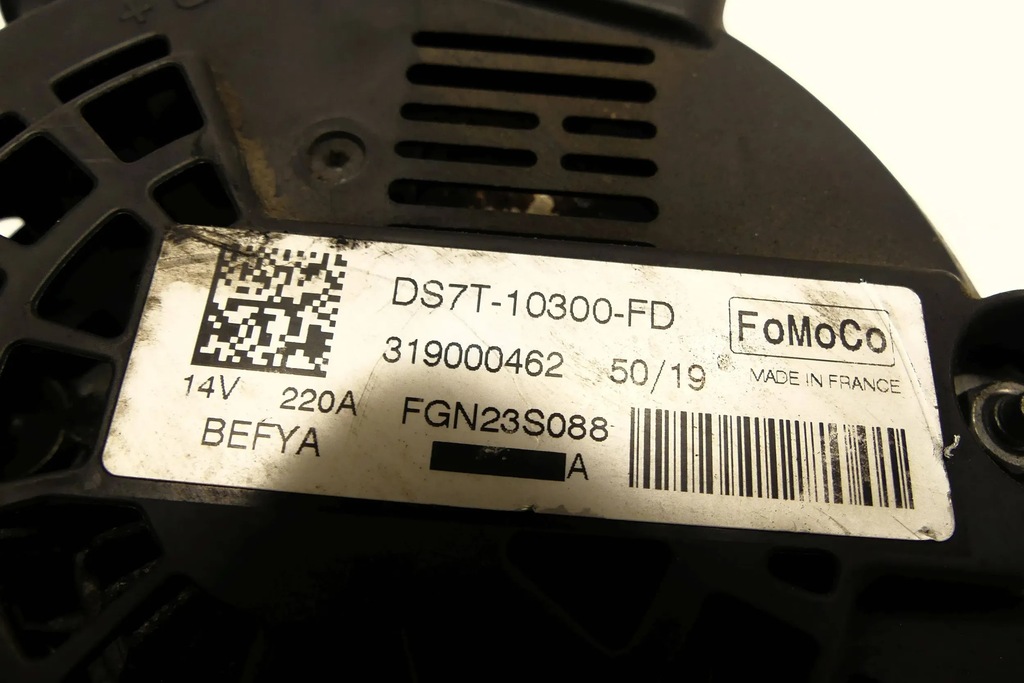 DS7T-10300-FD
FoMoCo
319000462 50/19
MADE IN FRANCE
14V 220A
FGN23S088
BEFYA
A